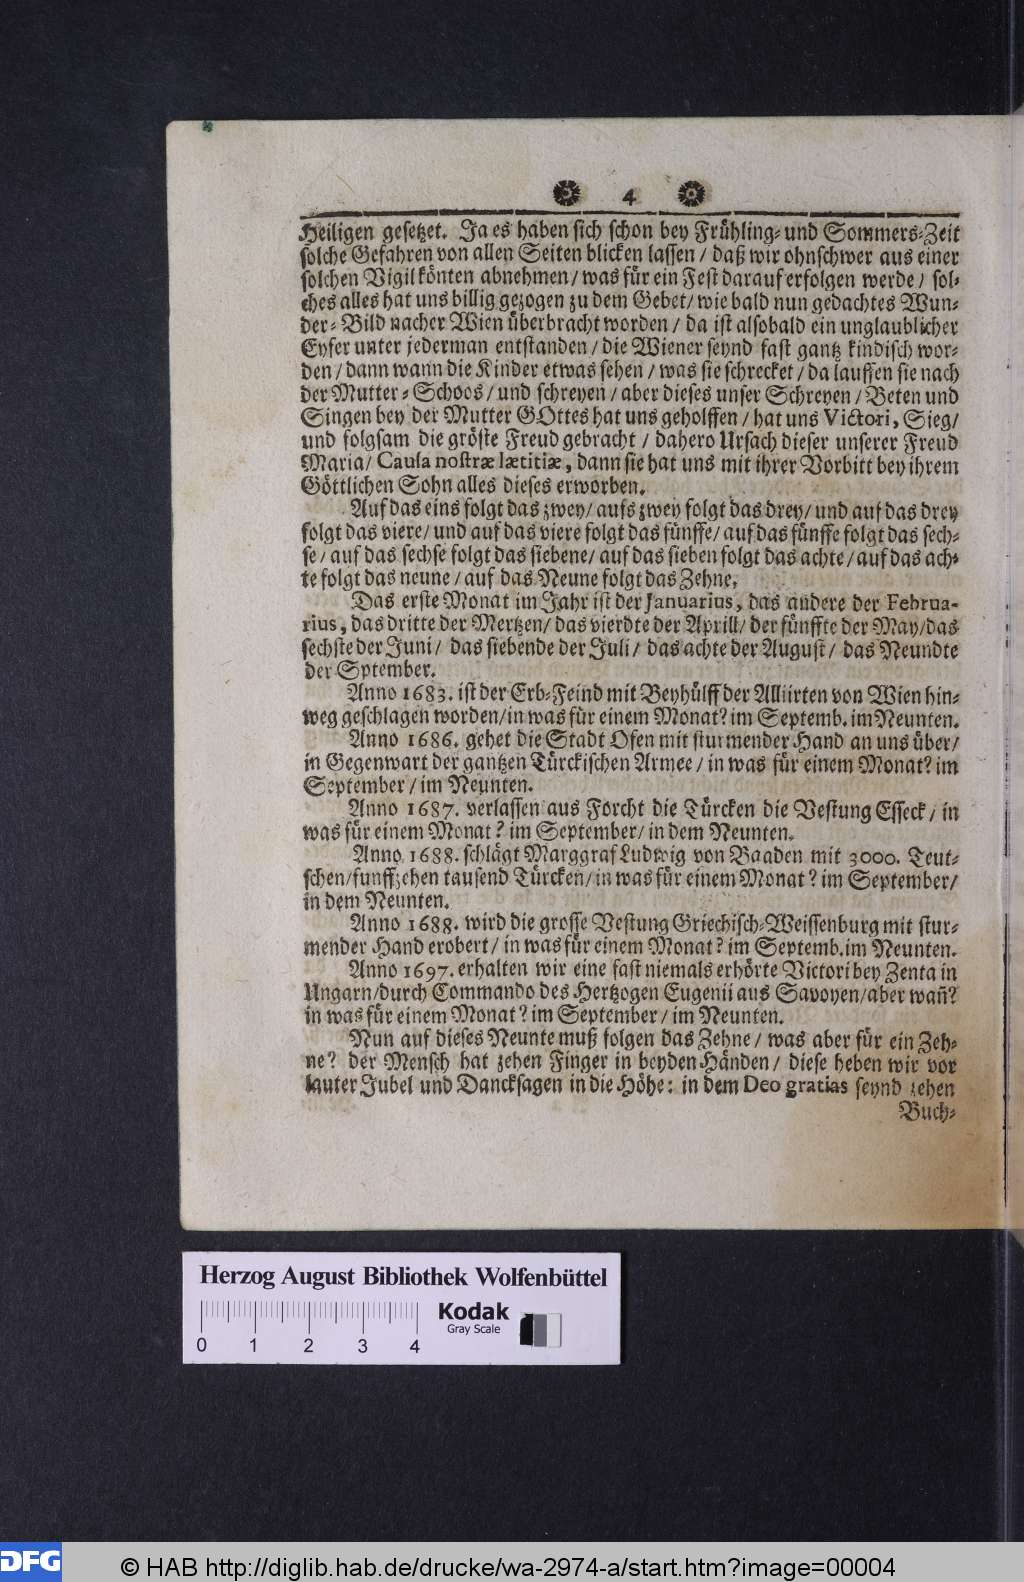 4
Heiligen gesetzet. Ja es haben sich schon bey Frühling- und Sommers-Zeit
solche Gefahren von allen Seiten blicken lassen / daß wir ohnschwer aus einer
solchen Vigil könten abnehmen / was für ein Fest darauf erfolgen werde / sol-
ches alles hat uns billig gezogen zu dem Gebet / wie bald nun gedachtes Wun-
der-Bild nacher Wien überbracht worden / da ist alsobald ein unglaublicher
Eyfer unter jederman entstanden / die Wiener seynd fast gantz kindisch wor-
den / dann wann die Kinder etwas sehen / was sie schrecket / da lauffen sie nach
der Mutter-Schoos / und schreyen / aber dieses unser Schreyen / Beten und
Singen bey der Mutter GOttes hat uns geholffen / hat uns Victori, Sieg /
und folgsam die gröste Freud gebracht / dahero Ursach dieser unserer Freud
Maria / Causa nostræ lætitiæ, dann sie hat uns mit ihrer Vorbitt bey ihrem
Göttlichen Sohn alles dieses erworben.
Auf das eins folgt das zwey / aufs zwey folgt das drey / und auf das drey
folgt das viere / und auf das viere folgt das fünffe / auf das fünffe folgt das sech-
se / auf das sechse folgt das siebene / auf das sieben folgt das achte / auf das ach-
te folgt das neune / auf das Neune folgt das Zehne.
Das erste Monat im Jahr ist der Januarius, das andere der Februa-
rius, das dritte der Mertzen / das vierdte der Aprill / der fünffte der May / das
sechste der Juni / das siebende der Juli / das achte der August / das Neundte
der Sptember.
Anno 1683. ist der Erb-Feind mit Beyhülff der Alliirten von Wien hin-
weg geschlagen worden / in was für einem Monat? im Septemb. im Neunten.
Anno 1686. gehet die Stadt Ofen mit sturmender Hand an uns über /
in Gegenwart der gantzen Türckischen Armee / in was für einem Monat? im
September / im Neunten.
Anno 1687. verlassen aus Forcht die Türcken die Vestung Esseck / in
was für einem Monat? im September / in dem Neunten.
Anno 1688. schlägt Marggraf Ludwig von Baaden mit 3000. Teut-
schen / funffzehen tausend Türcken / in was für einem Monat? im September /
in dem Neunten.
Anno 1688. wird die grosse Vestung Griechisch-Weissenburg mit stur-
mender Hand erobert / in was für einem Monat? im Septemb. im Neunten.
Anno 1697. erhalten wir eine fast niemals erhörte Victori bey Zenta in
Ungarn / durch Commando des Hertzogen Eugenii aus Savoyen / aber wañ?
in was für einem Monat? im September / im Neunten.
Nun auf dieses Neunte muß folgen das Zehne / was aber für ein Zeh-
ne? der Mensch hat zehen Finger in beyden Händen / diese heben wir vor
lauter Jubel und Dancksagen in die Höhe: in dem Deo gratias seynd zehen
Buch-
Herzog August Bibliothek Wolfenbüttel
Kodak
Gray Scale
0 1 2 3 4
DFG
© HAB http://diglib.hab.de/drucke/wa-2974-a/start.htm?image=00004